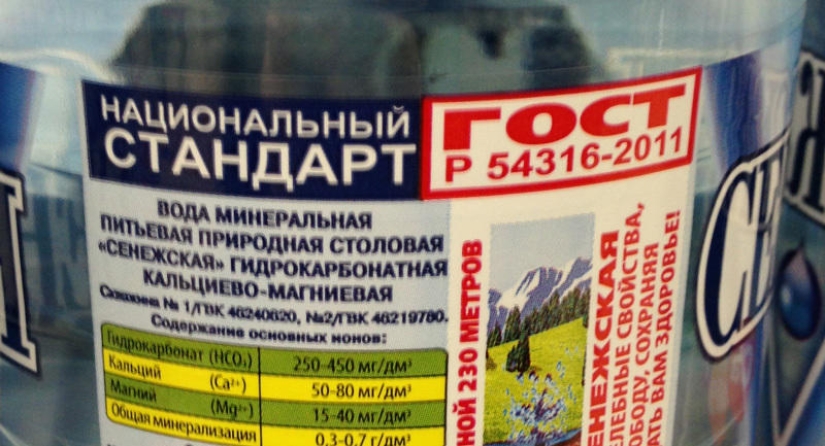 НАЦИОНАЛЬНЫЙ
СТАНДАРТ
ГОСТ
Р 54316-2011
ВОДА МИНЕРАЛЬНАЯ
ПИТЬЕВАЯ ПРИРОДНАЯ СТОЛОВАЯ
«СЕНЕЖСКАЯ» ГИДРОКАРБОНАТНАЯ
КАЛЬЦИЕВО-МАГНИЕВАЯ
Скважина № 1/ГВК 46240620, №2/ГВК 46219780.
Содержание основных ионов:
Гидрокарбонат (HCO₃) 250-450 мг/дм³
Кальций (Ca²⁺) 50-80 мг/дм³
Магний (Mg²⁺) 15-40 мг/дм³
Общая минерализация 0,3-0,7 г/дм³
НОЙ 230 МЕТРОВ
ЕНЕЖСКАЯ
ЛЕБНЫЕ СВОЙСТВА,
ОБОДУ, СОХРАНЯЯ
ТЬ ВАМ ЗДОРОВЬЕ!